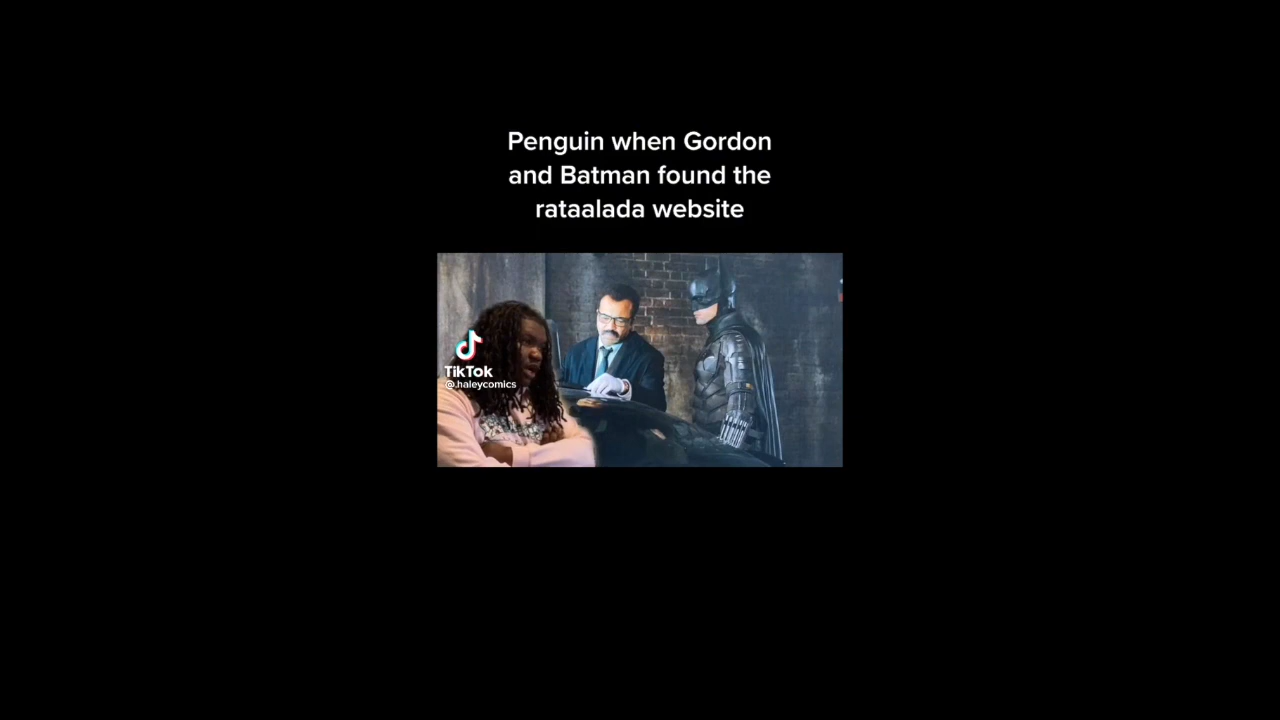 Penguin when Gordon
and Batman found the
rataalada website
TikTok
@.haleycomics